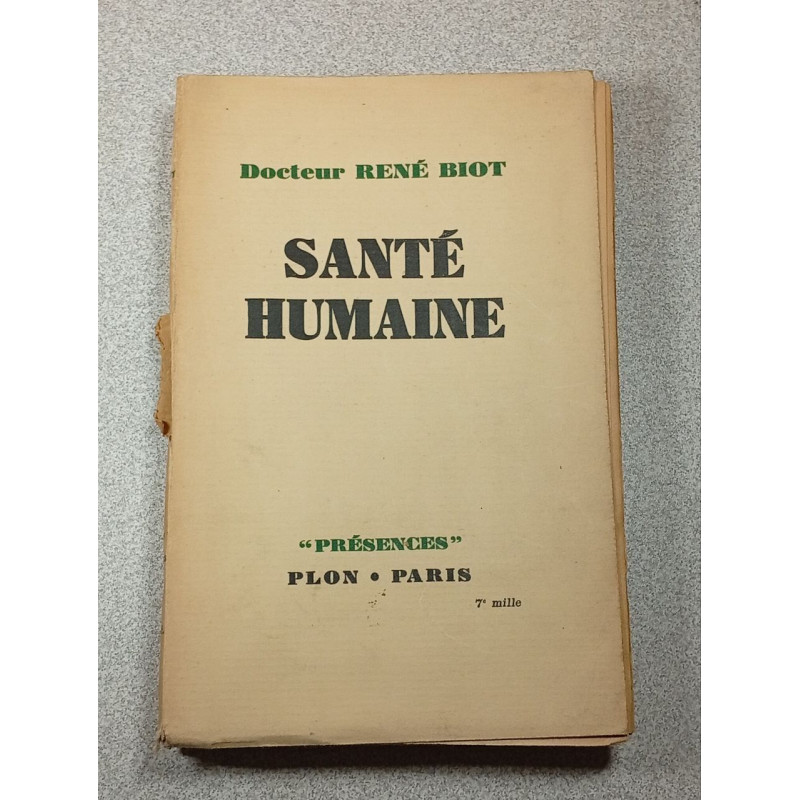 Docteur RENÉ BIOT
SANTÉ
HUMAINE
“PRÉSENCES”
PLON • PARIS
7e mille